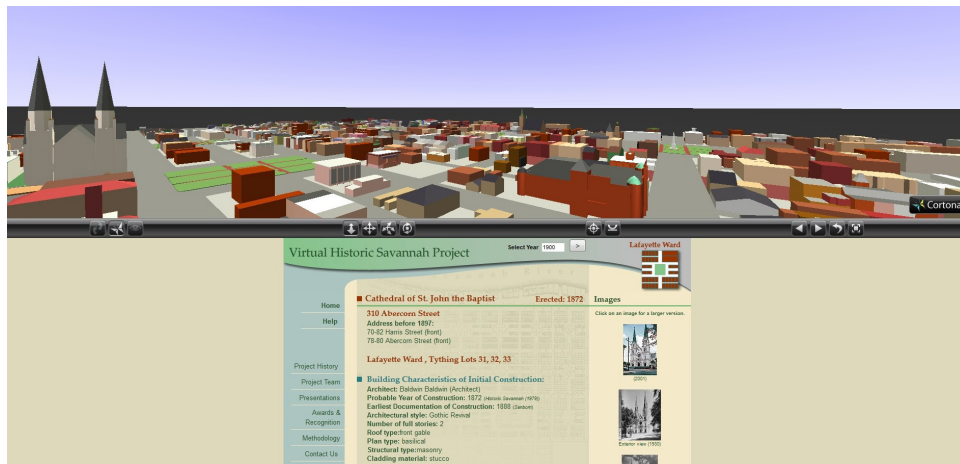 Cortona
Virtual Historic Savannah Project
Select Year 1900 >
Lafayette Ward
Home
Help
Project History
Project Team
Presentations
Awards &
Recognition
Methodology
Contact Us
Cathedral of St. John the Baptist Erected: 1872
310 Abercorn Street
Address before 1897:
70-82 Harris Street (front)
78-80 Abercorn Street (front)
Lafayette Ward , Tything Lots 31, 32, 33
Building Characteristics of Initial Construction:
Architect: Baldwin Baldwin (Architect)
Probable Year of Construction: 1872 (Historic Savannah (1979))
Earliest Documentation of Construction: 1888 (Sanborn)
Architectural style: Gothic Revival
Number of full stories: 2
Roof type:front gable
Plan type: basilical
Structural type:masonry
Cladding material: stucco
Images
Click on an image for a larger version.
(2001)
Exterior view (1950)